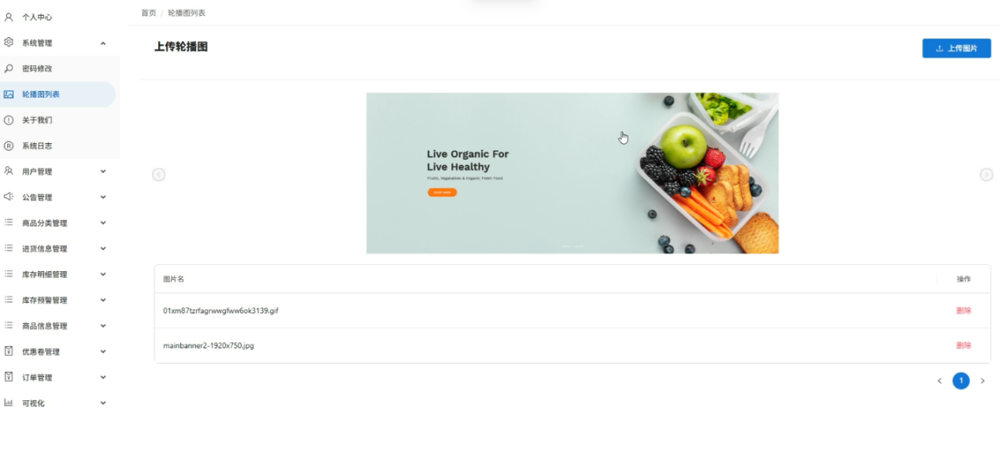 个人中心
系统管理
密码修改
轮播图列表
关于我们
系统日志
用户管理
公告管理
商品分类管理
进货信息管理
库存明细管理
库存预警管理
商品信息管理
优惠卷管理
订单管理
可视化
首页 / 轮播图列表
上传轮播图
上传图片
Live Organic For
Live Healthy
Fruits, Vegetables & Organic Fresh Food
SHOP NOW
图片名 操作
01xm87tzrfagrwwgfww6ok3139.gif 删除
mainbanner2-1920x750.jpg 删除
1